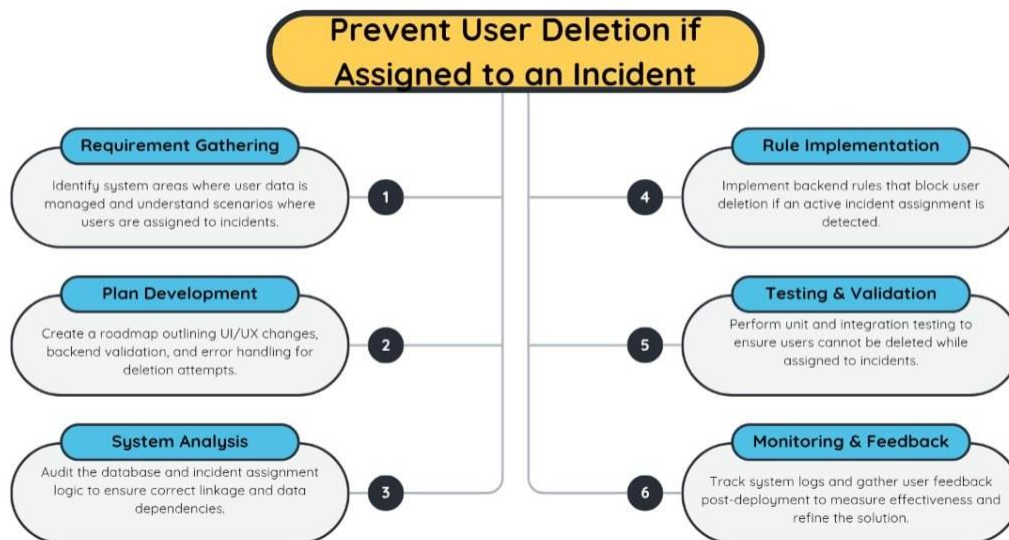 Prevent User Deletion if
Assigned to an Incident
Requirement Gathering
Identify system areas where user data is
managed and understand scenarios where
users are assigned to incidents.
1
Plan Development
Create a roadmap outlining UI/UX changes,
backend validation, and error handling for
deletion attempts.
2
System Analysis
Audit the database and incident assignment
logic to ensure correct linkage and data
dependencies.
3
Rule Implementation
4
Implement backend rules that block user
deletion if an active incident assignment is
detected.
Testing & Validation
5
Perform unit and integration testing to
ensure users cannot be deleted while
assigned to incidents.
Monitoring & Feedback
6
Track system logs and gather user feedback
post-deployment to measure effectiveness and
refine the solution.